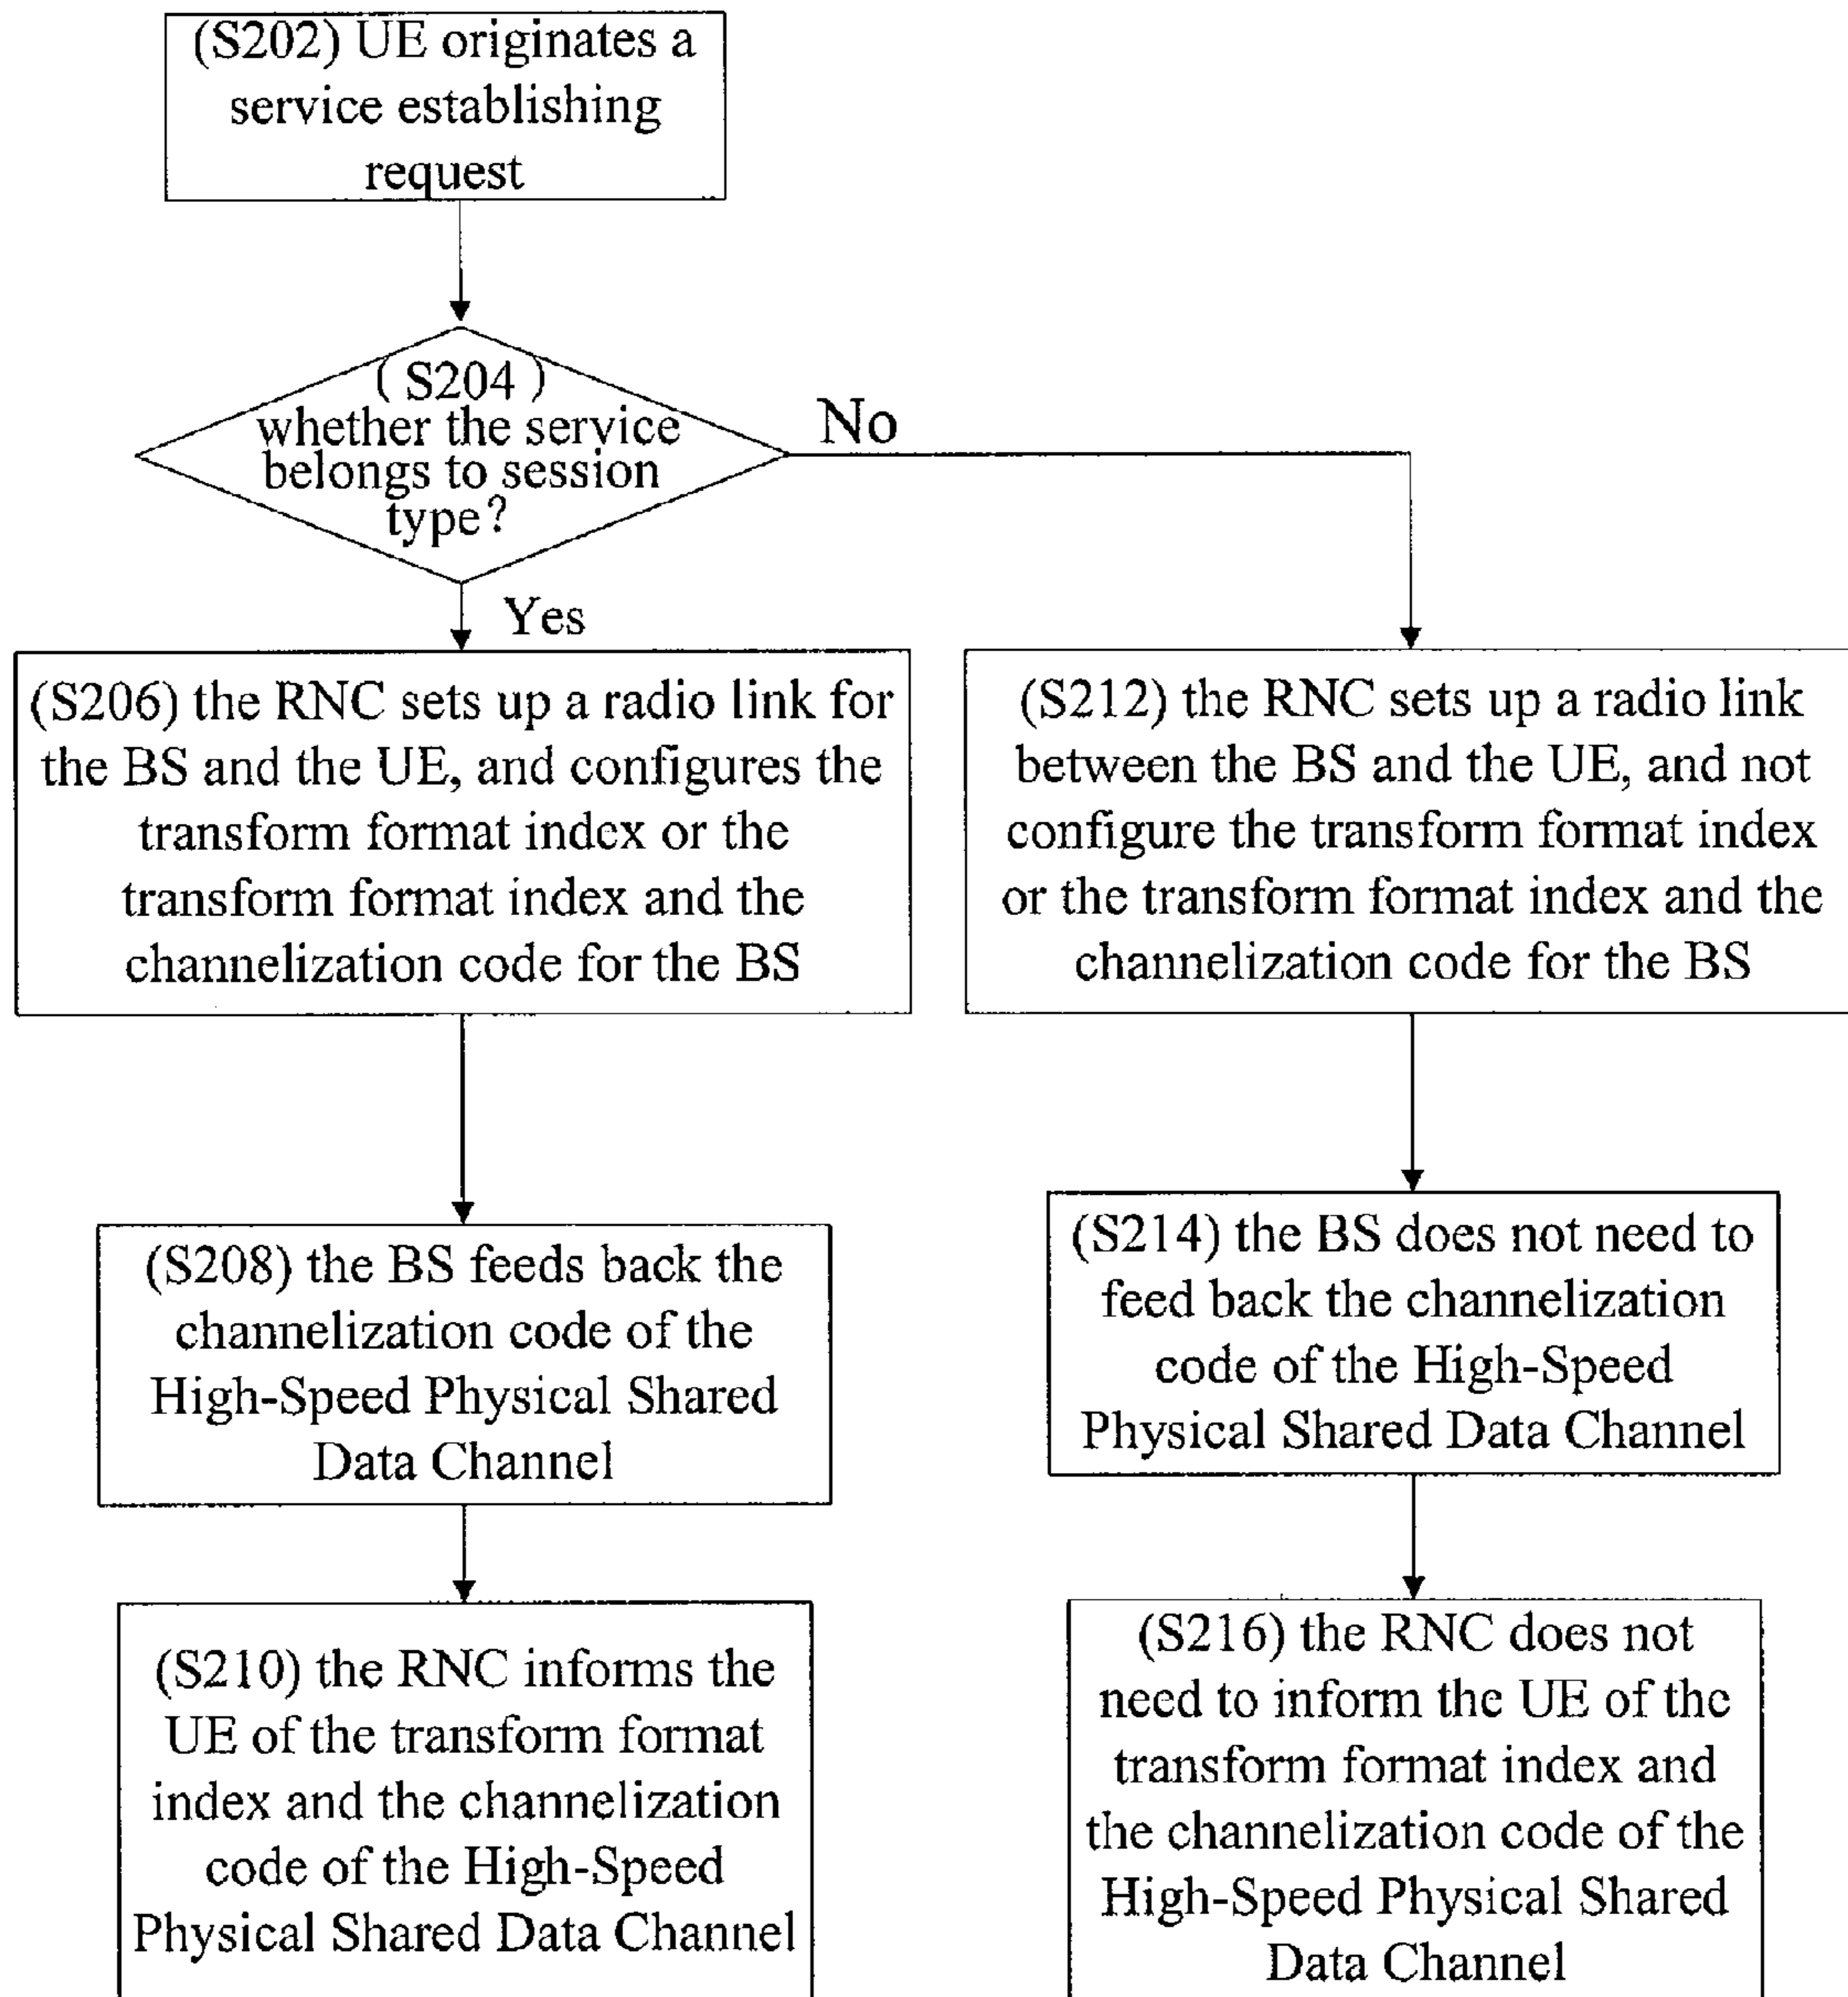 (S202) UE originates a
service establishing
request
( S204 )
whether the service
belongs to session
type?
No
Yes
(S206) the RNC sets up a radio link for
the BS and the UE, and configures the
transform format index or the
transform format index and the
channelization code for the BS
(S212) the RNC sets up a radio link
between the BS and the UE, and not
configure the transform format index
or the transform format index and the
channelization code for the BS
(S208) the BS feeds back the
channelization code of the
High-Speed Physical Shared
Data Channel
(S214) the BS does not need to
feed back the channelization
code of the High-Speed
Physical Shared Data Channel
(S210) the RNC informs the
UE of the transform format
index and the channelization
code of the High-Speed
Physical Shared Data Channel
(S216) the RNC does not
need to inform the UE of the
transform format index and
the channelization code of the
High-Speed Physical Shared
Data Channel